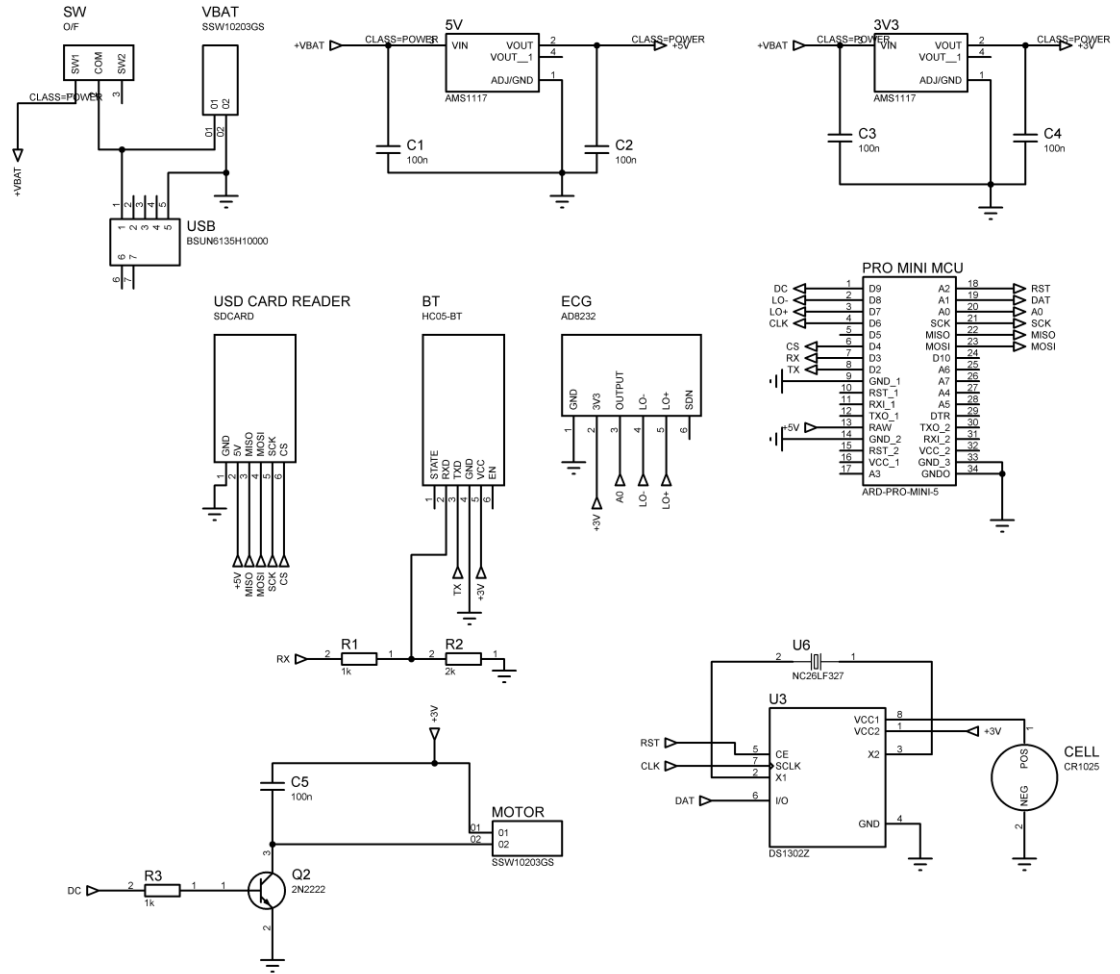 SW
O/F
SW1
COM
SW2
1
2
3
CLASS=POWER
+VBAT
VBAT
SSW10203GS
01
02
01
02
1
2
3
4
5
1
2
3
4
5
6
7
6
7
USB
BSUN6135H10000
5V
+VBAT
CLASS=POWER
3
VIN
VOUT
VOUT__1
ADJ/GND
2
4
1
CLASS=POWER
+5V
AMS1117
C1
100n
C2
100n
3V3
+VBAT
CLASS=POWER
3
VIN
VOUT
VOUT__1
ADJ/GND
2
4
1
CLASS=POWER
+3V
AMS1117
C3
100n
C4
100n
USD CARD READER
SDCARD
GND
5V
MISO
MOSI
SCK
CS
1
2
3
4
5
6
+5V
MISO
MOSI
SCK
CS
BT
HC05-BT
STATE
RXD
TXD
GND
VCC
EN
1
2
3
4
5
6
TX
+3V
RX
2
R1
1k
1
2
R2
2k
1
ECG
AD8232
GND
3V3
OUTPUT
LO-
LO+
SDN
1
2
3
4
5
6
+3V
A0
LO-
LO+
PRO MINI MCU
DC 1 D9 A2 18 RST
LO- 2 D8 A1 19 DAT
LO+ 3 D7 A0 20 A0
CLK 4 D6 SCK 21 SCK
5 D5 MISO 22 MISO
CS 6 D4 MOSI 23 MOSI
RX 7 D3 D10 24
TX 8 D2 A6 25
9 GND_1 A7 26
10 RST_1 A4 27
11 RXI_1 A5 28
12 TXO_1 DTR 29
+5V 13 RAW TXO_2 30
14 GND_2 RXI_2 31
15 RST_2 VCC_2 32
16 VCC_1 GND_3 33
17 A3 GNDO 34
ARD-PRO-MINI-5
+3V
C5
100n
MOTOR
01
02
01
02
SSW10203GS
DC
2
R3
1k
1
1
3
2
Q2
2N2222
U6
2
1
NC26LF327
U3
RST 5 CE
CLK 7 SCLK
2 X1
DAT 6 I/O
VCC1 8
VCC2 1 +3V
X2 3
GND 4
DS1302Z
1
POS
NEG
2
CELL
CR1025